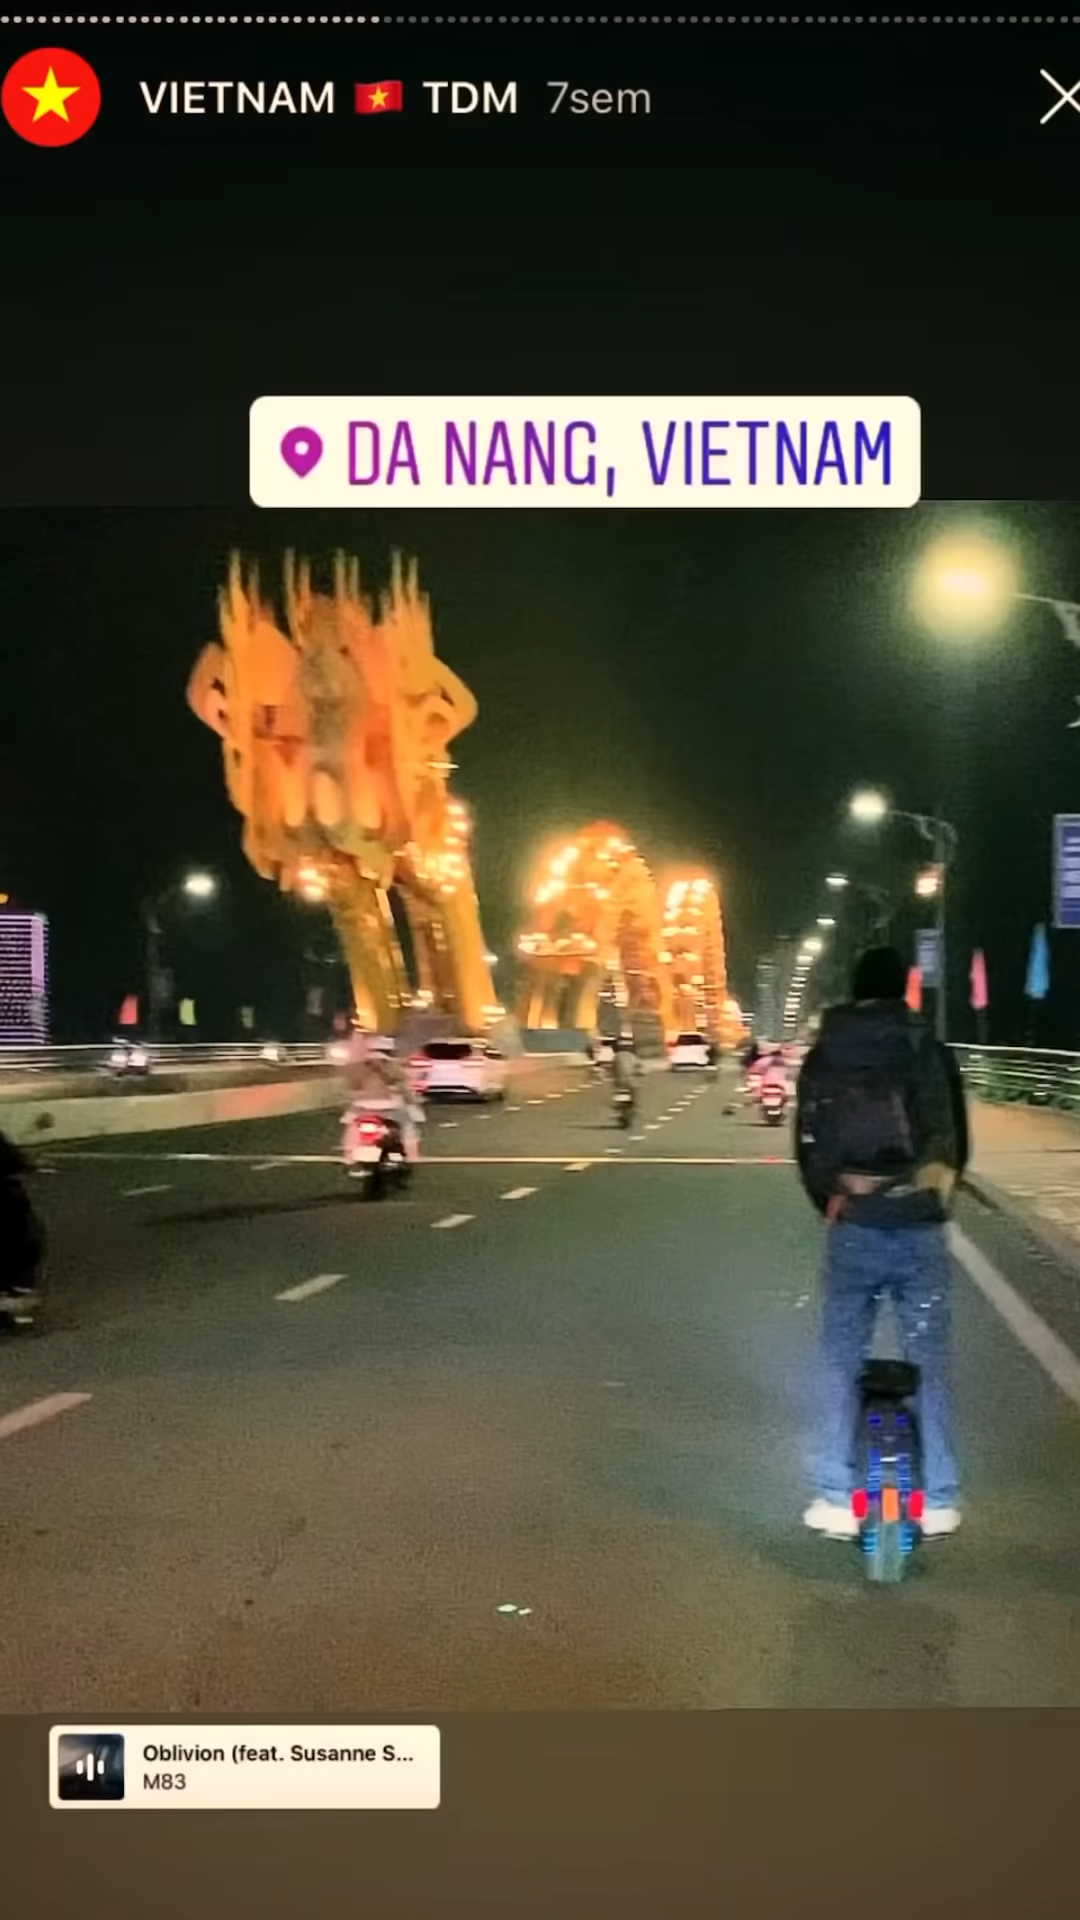 VIETNAM 🇻🇳 TDM 7sem
DA NANG, VIETNAM
Oblivion (feat. Susanne S...
M83